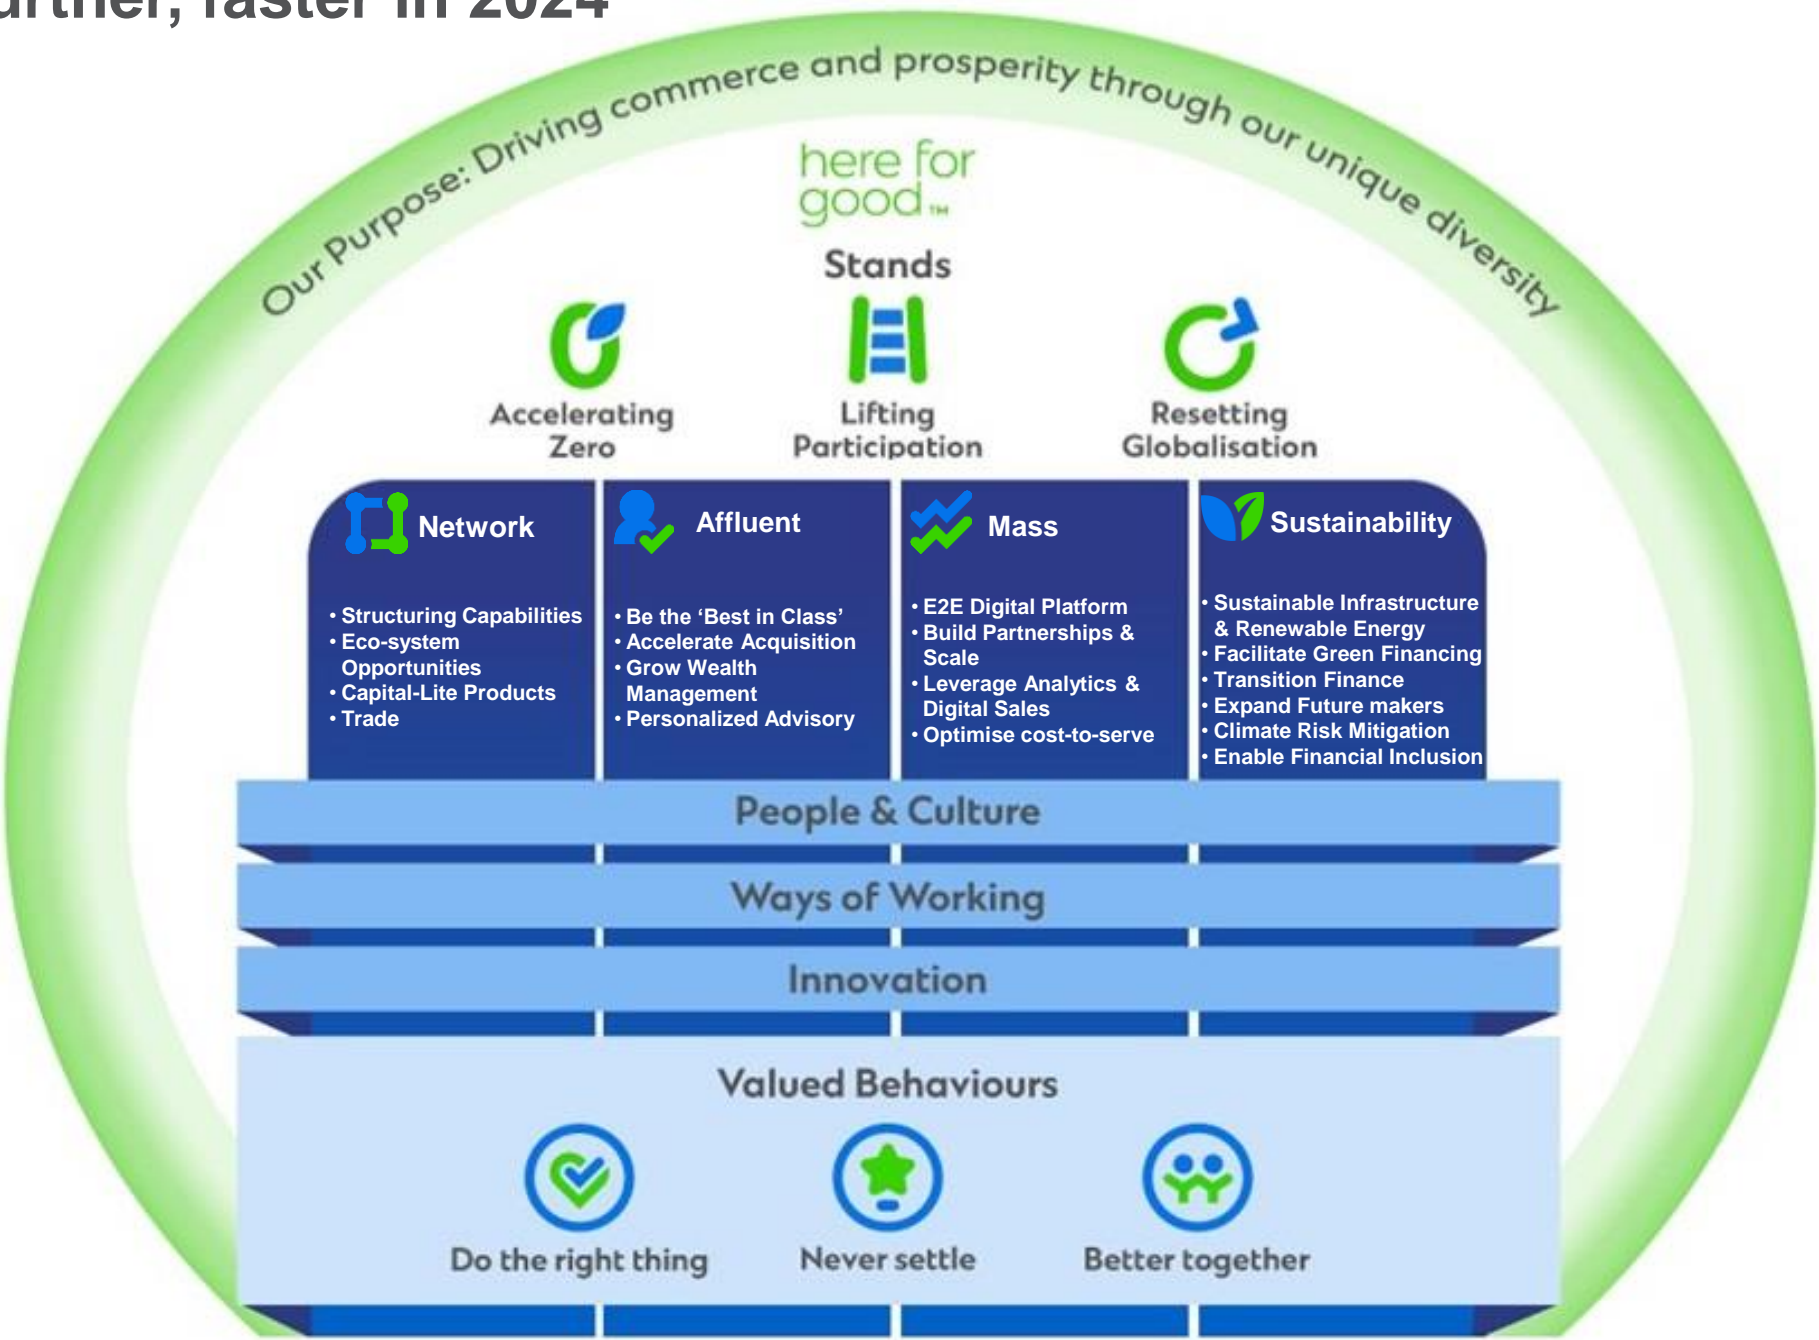 faster in 2024
Our Purpose: Driving commerce and prosperity through our unique diversity
here for
good™
Stands
Accelerating
Zero
Lifting
Participation
Resetting
Globalisation
Network
• Structuring Capabilities
• Eco-system
Opportunities
• Capital-Lite Products
• Trade
Affluent
• Be the ‘Best in Class’
• Accelerate Acquisition
• Grow Wealth
Management
• Personalized Advisory
Mass
• E2E Digital Platform
• Build Partnerships &
Scale
• Leverage Analytics &
Digital Sales
• Optimise cost-to-serve
Sustainability
• Sustainable Infrastructure
& Renewable Energy
• Facilitate Green Financing
• Transition Finance
• Expand Future makers
• Climate Risk Mitigation
• Enable Financial Inclusion
People & Culture
Ways of Working
Innovation
Valued Behaviours
Do the right thing
Never settle
Better together